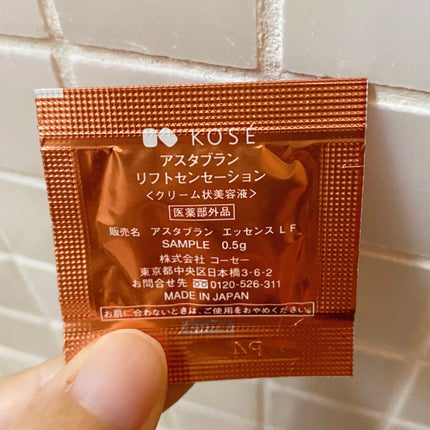 KOSÉ
アスタブラン
リフトセンセーション
〈クリーム状美容液〉
医薬部外品
販売名 アスタブラン エッセンス L F
SAMPLE 0.5g
株式会社 コーセー
東京都中央区日本橋3-6-2
お問合せ先 0120-526-311
MADE IN JAPAN
お肌に合わないときは、ご使用をおやめください。